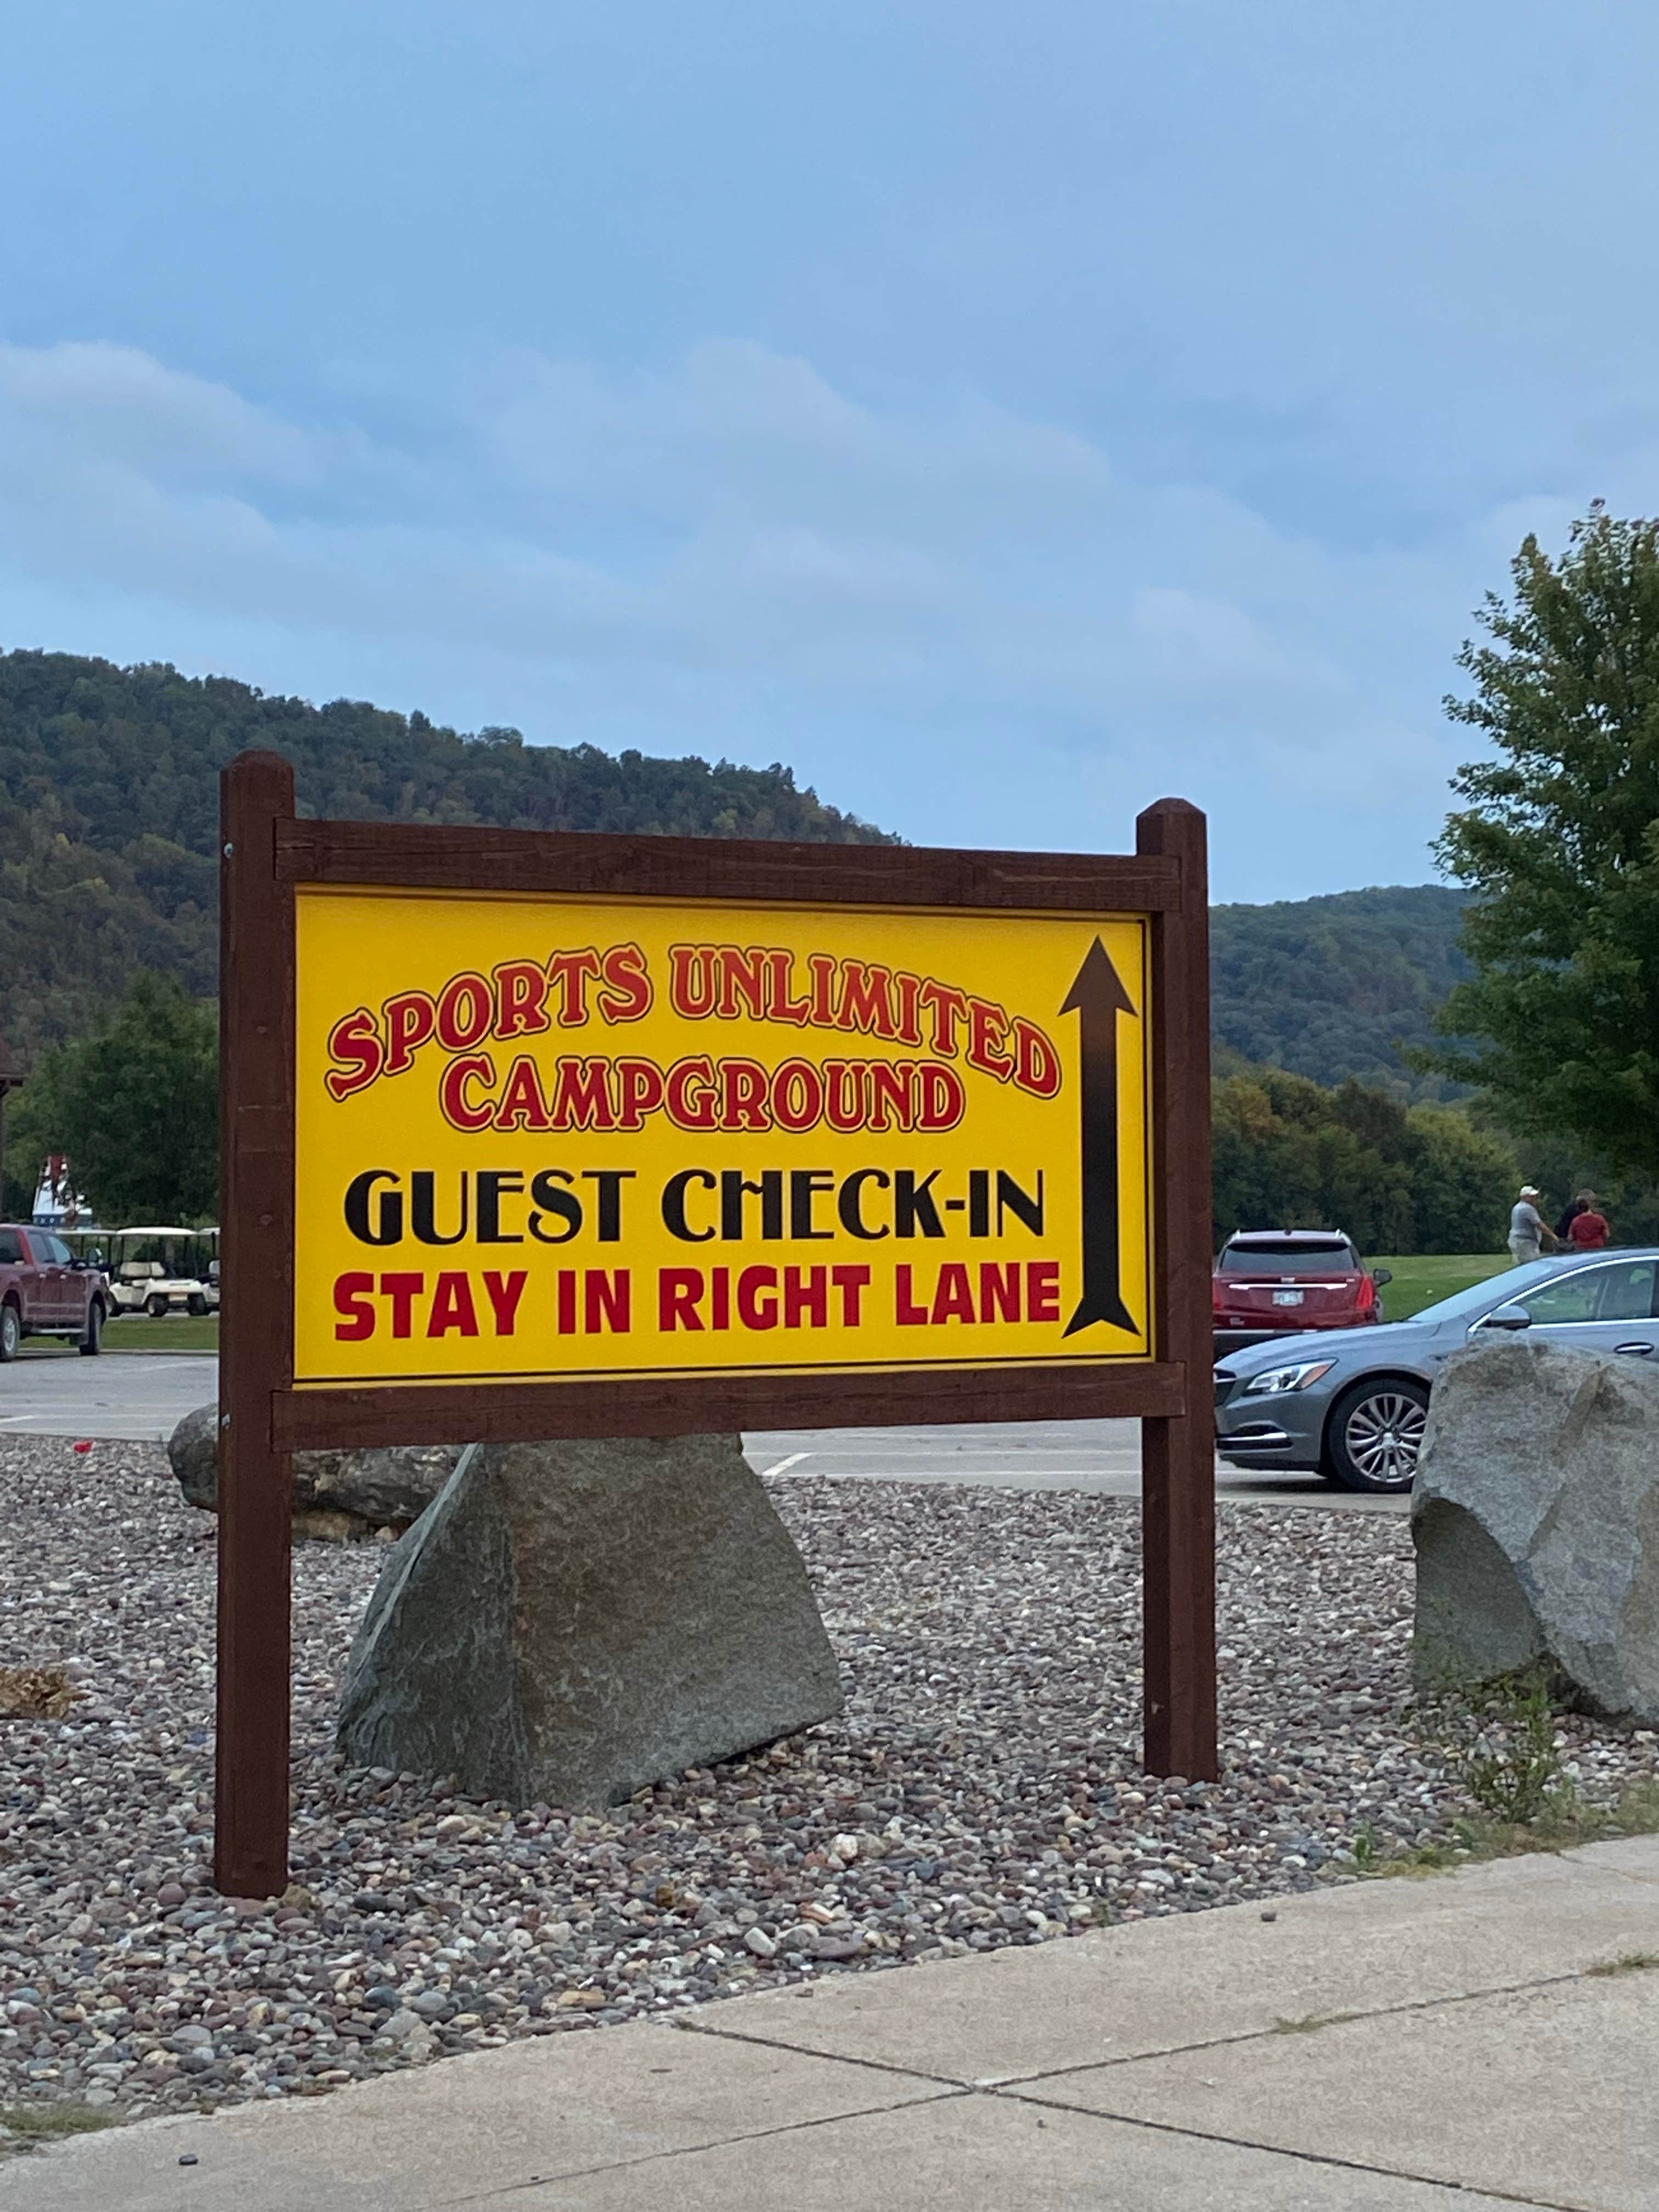 SPORTS UNLIMITED
CAMPGROUND
GUEST CHECK-IN
STAY IN RIGHT LANE